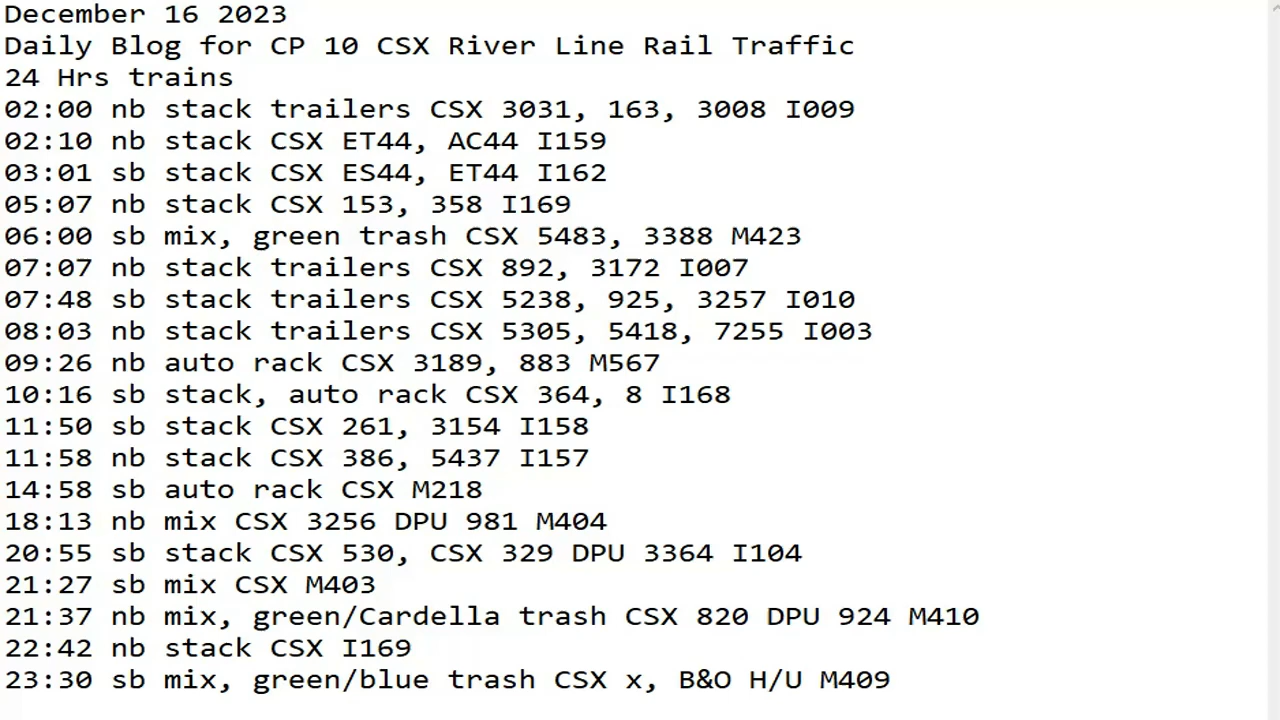 December 16 2023
Daily Blog for CP 10 CSX River Line Rail Traffic
24 Hrs trains
02:00 nb stack trailers CSX 3031, 163, 3008 I009
02:10 nb stack CSX ET44, AC44 I159
03:01 sb stack CSX ES44, ET44 I162
05:07 nb stack CSX 153, 358 I169
06:00 sb mix, green trash CSX 5483, 3388 M423
07:07 nb stack trailers CSX 892, 3172 I007
07:48 sb stack trailers CSX 5238, 925, 3257 I010
08:03 nb stack trailers CSX 5305, 5418, 7255 I003
09:26 nb auto rack CSX 3189, 883 M567
10:16 sb stack, auto rack CSX 364, 8 I168
11:50 sb stack CSX 261, 3154 I158
11:58 nb stack CSX 386, 5437 I157
14:58 sb auto rack CSX M218
18:13 nb mix CSX 3256 DPU 981 M404
20:55 sb stack CSX 530, CSX 329 DPU 3364 I104
21:27 sb mix CSX M403
21:37 nb mix, green/Cardella trash CSX 820 DPU 924 M410
22:42 nb stack CSX I169
23:30 sb mix, green/blue trash CSX x, B&O H/U M409